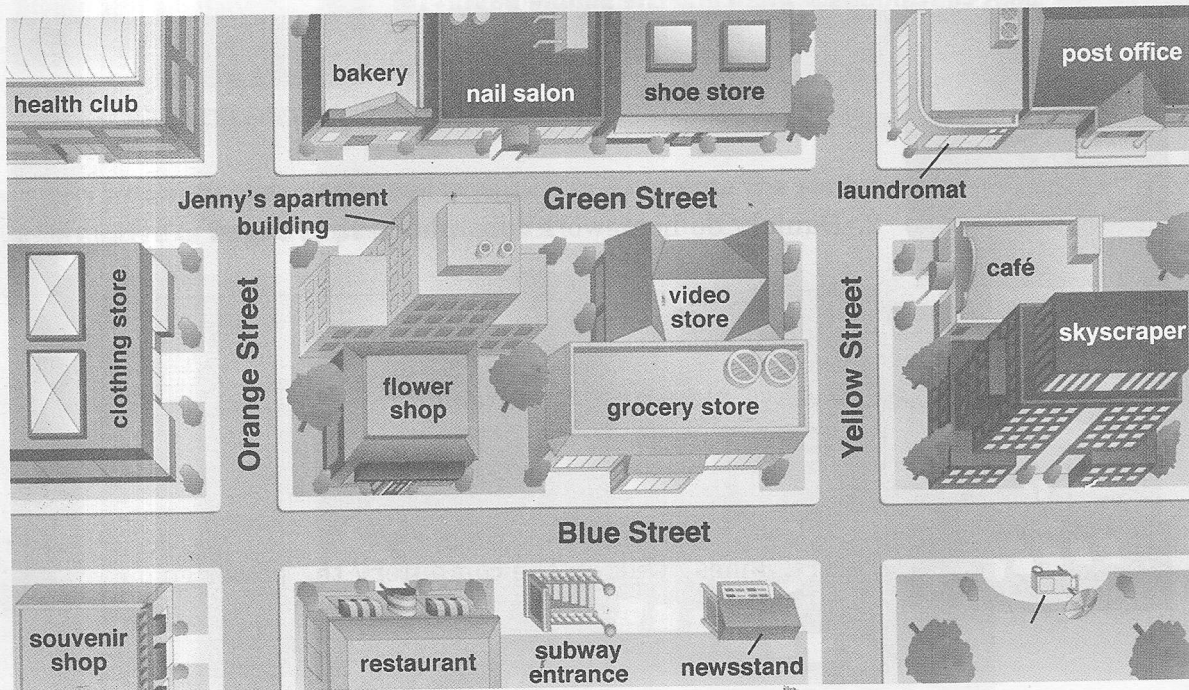 health club
bakery
nail salon
shoe store
post office
laundromat
Jenny's apartment
building
Green Street
clothing store
Orange Street
video
store
Yellow Street
café
skyscraper
flower
shop
grocery store
Blue Street
souvenir
shop
restaurant
subway
entrance
newsstand